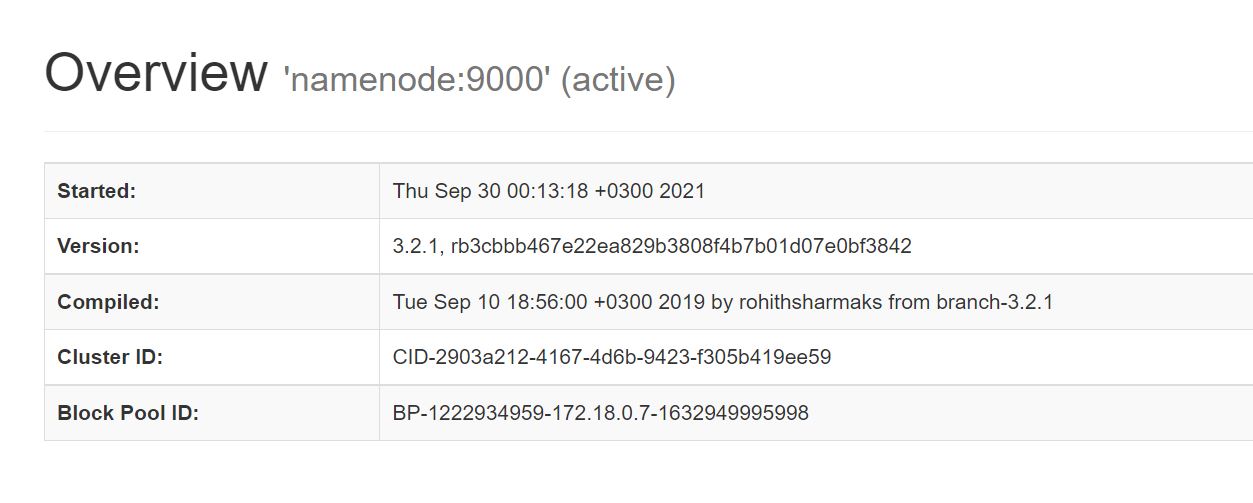 Overview 'namenode:9000' (active)
Started: Thu Sep 30 00:13:18 +0300 2021
Version: 3.2.1, rb3cbbb467e22ea829b3808f4b7b01d07e0bf3842
Compiled: Tue Sep 10 18:56:00 +0300 2019 by rohithsharmaks from branch-3.2.1
Cluster ID: CID-2903a212-4167-4d6b-9423-f305b419ee59
Block Pool ID: BP-1222934959-172.18.0.7-1632949995998